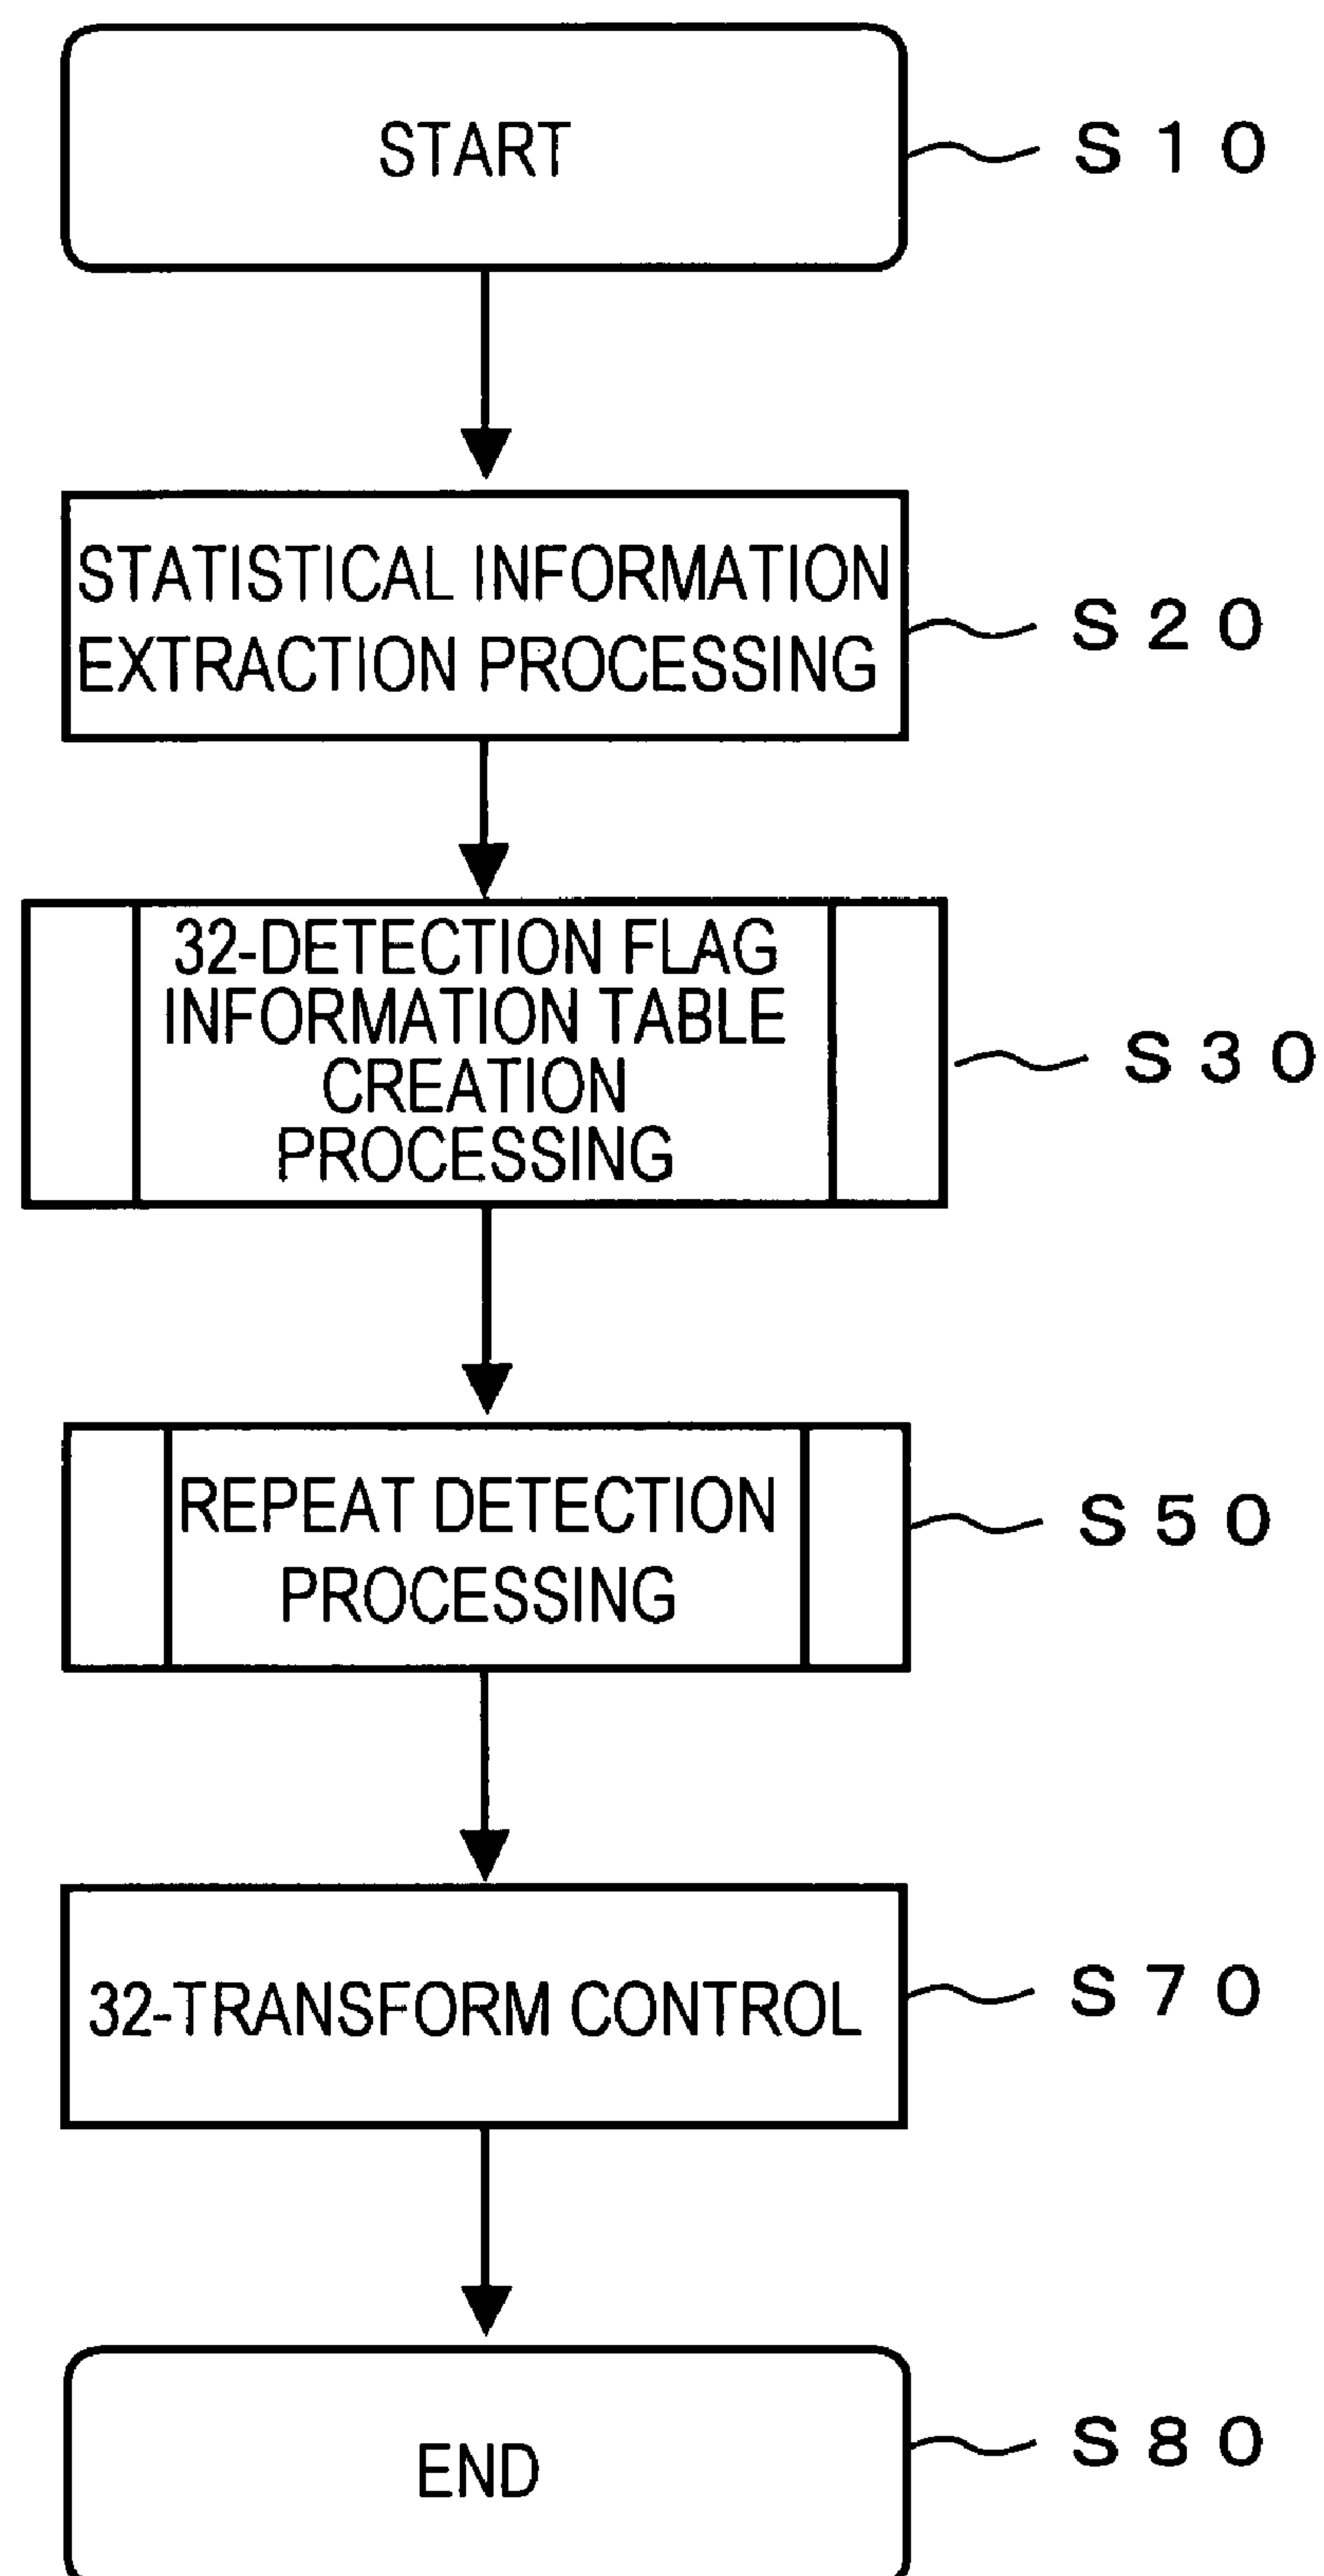 START
S10
STATISTICAL INFORMATION
EXTRACTION PROCESSING
S20
32-DETECTION FLAG
INFORMATION TABLE
CREATION
PROCESSING
S30
REPEAT DETECTION
PROCESSING
S50
32-TRANSFORM CONTROL
S70
END
S80